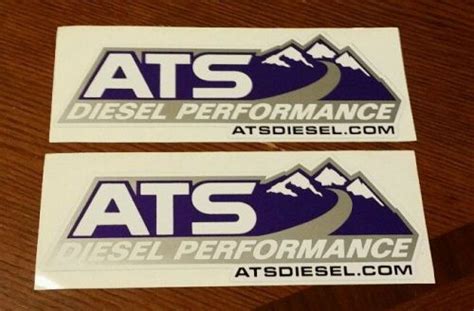 ATS
DIESEL PERFORMANCE
ATSDIESEL.COM
ATS
DIESEL PERFORMANCE
ATSDIESEL.COM